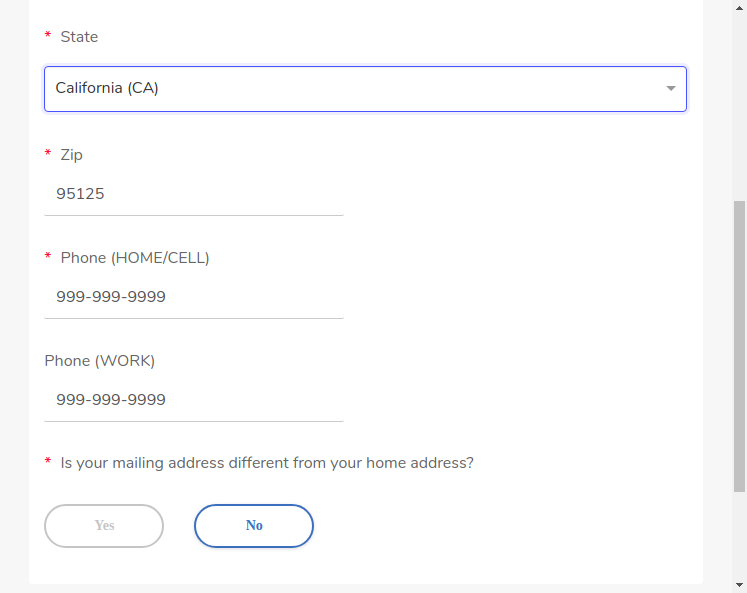 * State
California (CA)
* Zip
95125
* Phone (HOME/CELL)
999-999-9999
Phone (WORK)
999-999-9999
* Is your mailing address different from your home address?
Yes No